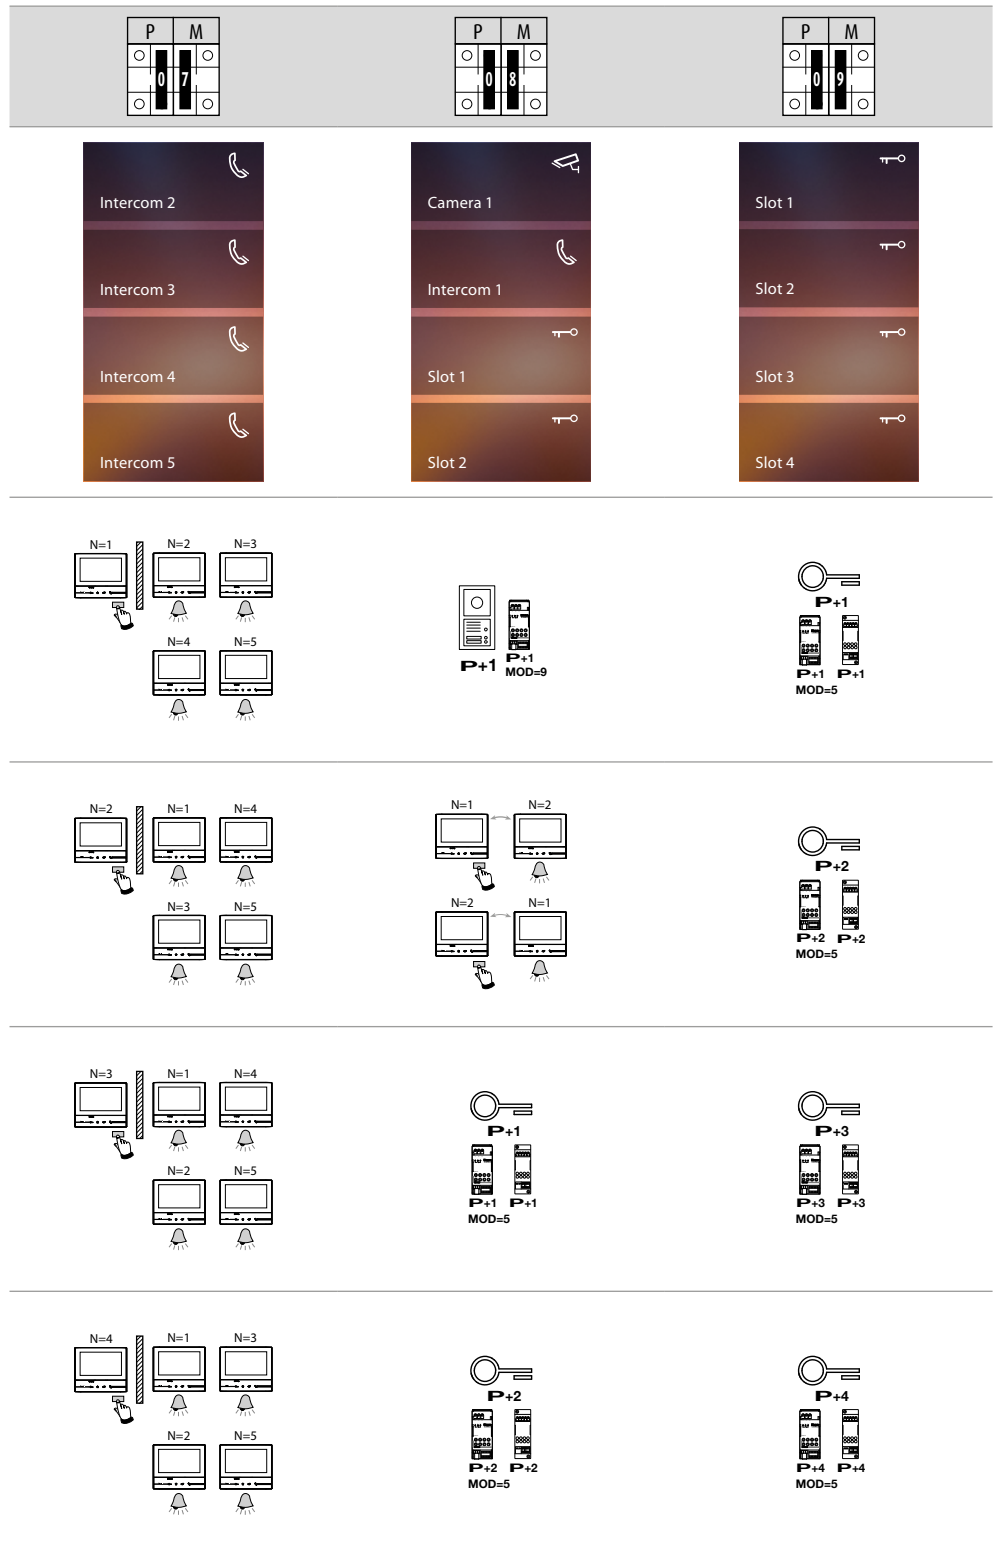 P M
0 7
P M
0 8
P M
0 9
Intercom 2
Intercom 3
Intercom 4
Intercom 5
Camera 1
Intercom 1
Slot 1
Slot 2
Slot 1
Slot 2
Slot 3
Slot 4
N=1 N=2 N=3
N=4 N=5
P+1 P+1
MOD=9
P+1
P+1 P+1
MOD=5
N=2 N=1 N=4
N=3 N=5
N=1 N=2
N=2 N=1
P+2
P+2 P+2
MOD=5
N=3 N=1 N=4
N=2 N=5
P+1
P+1 P+1
MOD=5
P+3
P+3 P+3
MOD=5
N=4 N=1 N=3
N=2 N=5
P+2
P+2 P+2
MOD=5
P+4
P+4 P+4
MOD=5